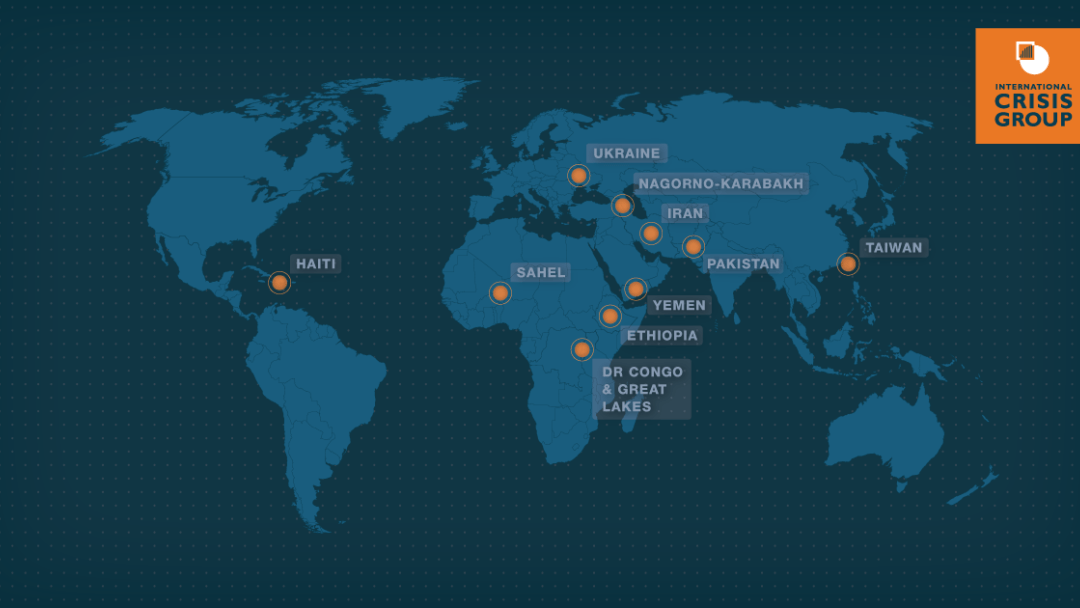 INTERNATIONAL
CRISIS
GROUP
UKRAINE
NAGORNO-KARABAKH
IRAN
TAIWAN
HAITI
PAKISTAN
SAHEL
YEMEN
ETHIOPIA
DR CONGO
& GREAT
LAKES